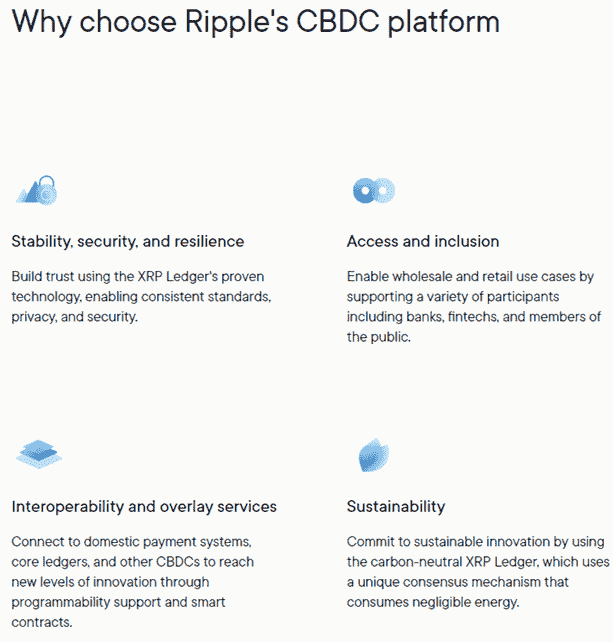 Why choose Ripple's CBDC platform
Stability, security, and resilience
Build trust using the XRP Ledger's proven
technology, enabling consistent standards,
privacy, and security.
Access and inclusion
Enable wholesale and retail use cases by
supporting a variety of participants
including banks, fintechs, and members of
the public.
Interoperability and overlay services
Connect to domestic payment systems,
core ledgers, and other CBDCs to reach
new levels of innovation through
programmability support and smart
contracts.
Sustainability
Commit to sustainable innovation by using
the carbon-neutral XRP Ledger, which uses
a unique consensus mechanism that
consumes negligible energy.